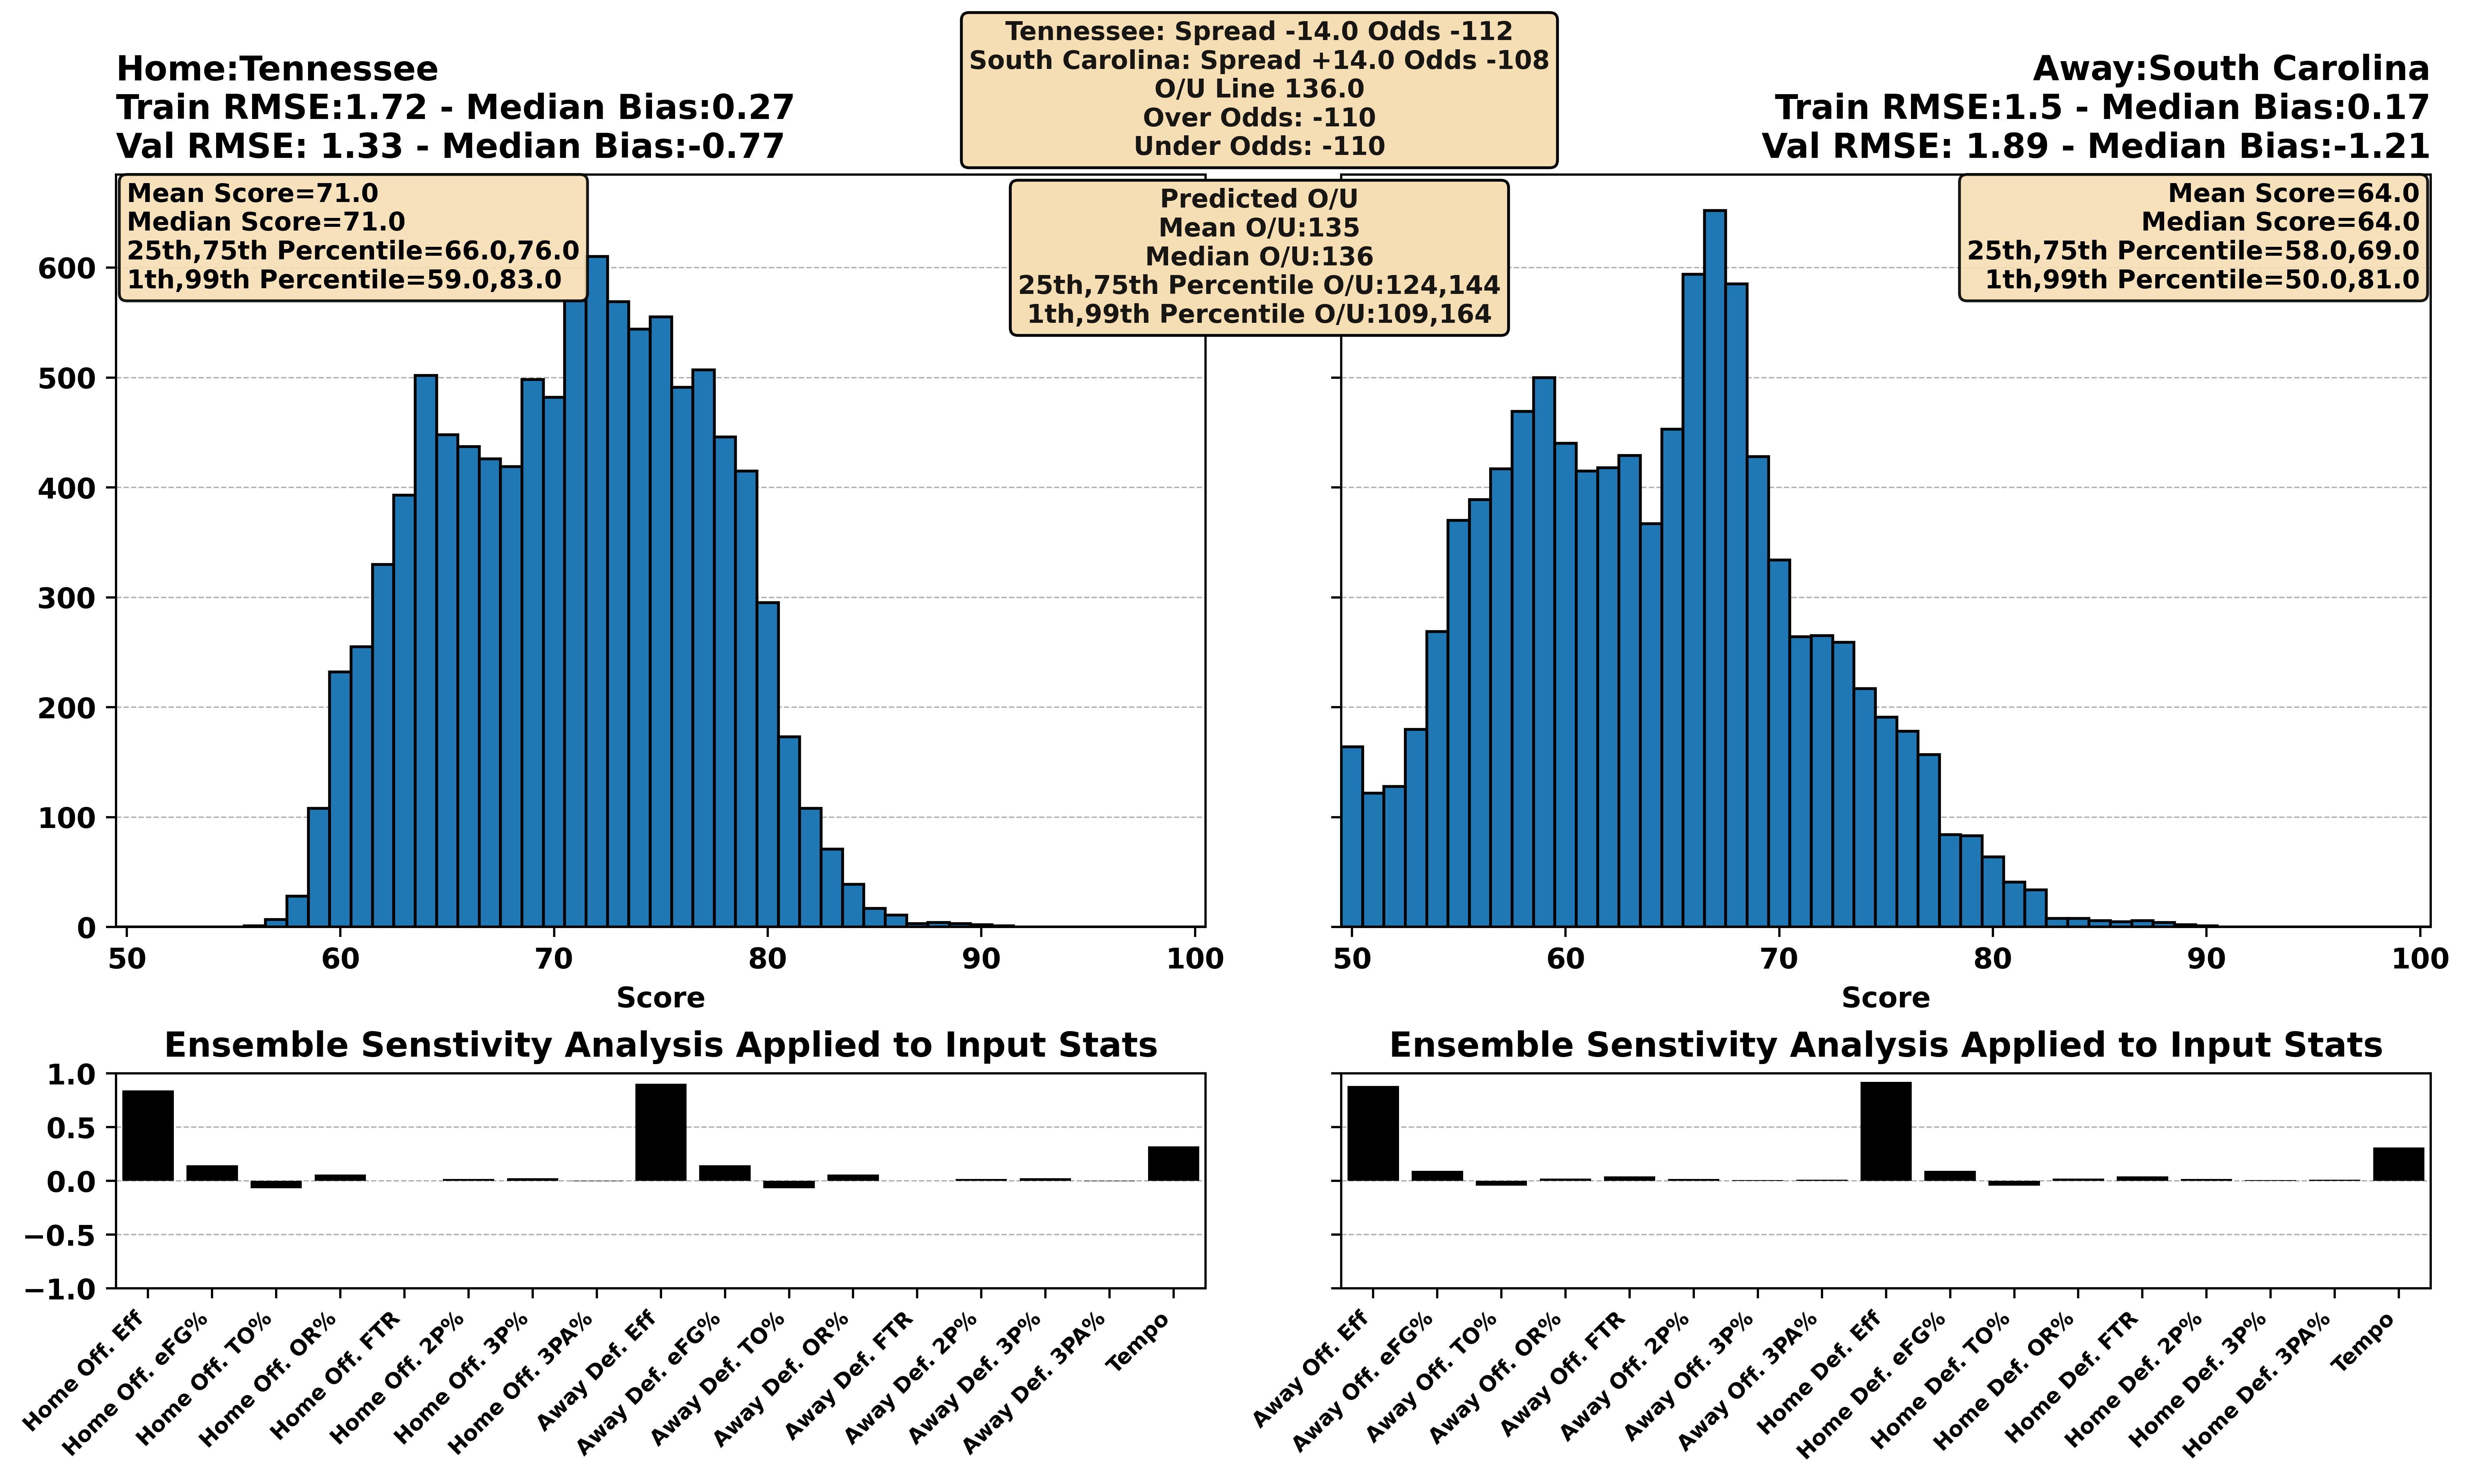 Tennessee: Spread -14.0 Odds -112
South Carolina: Spread +14.0 Odds -108
O/U Line 136.0
Over Odds: -110
Under Odds: -110
Home:Tennessee
Train RMSE:1.72 - Median Bias:0.27
Val RMSE: 1.33 - Median Bias:-0.77
Away:South Carolina
Train RMSE:1.5 - Median Bias:0.17
Val RMSE: 1.89 - Median Bias:-1.21
Mean Score=71.0
Median Score=71.0
25th,75th Percentile=66.0,76.0
1th,99th Percentile=59.0,83.0
Predicted O/U
Mean O/U:135
Median O/U:136
25th,75th Percentile O/U:124,144
1th,99th Percentile O/U:109,164
Mean Score=64.0
Median Score=64.0
25th,75th Percentile=58.0,69.0
1th,99th Percentile=50.0,81.0
600
500
400
300
200
100
0
50 60 70 80 90 100
Score
50 60 70 80 90 100
Score
Ensemble Senstivity Analysis Applied to Input Stats
1.0
0.5
0.0
−0.5
−1.0
Home Off. Eff
Home Off. eFG%
Home Off. TO%
Home Off. OR%
Home Off. FTR
Home Off. 2P%
Home Off. 3P%
Home Off. 3PA%
Away Def. Eff
Away Def. eFG%
Away Def. TO%
Away Def. OR%
Away Def. FTR
Away Def. 2P%
Away Def. 3P%
Away Def. 3PA%
Tempo
Ensemble Senstivity Analysis Applied to Input Stats
Away Off. Eff
Away Off. eFG%
Away Off. TO%
Away Off. OR%
Away Off. FTR
Away Off. 2P%
Away Off. 3P%
Away Off. 3PA%
Home Def. Eff
Home Def. eFG%
Home Def. TO%
Home Def. OR%
Home Def. FTR
Home Def. 2P%
Home Def. 3P%
Home Def. 3PA%
Tempo